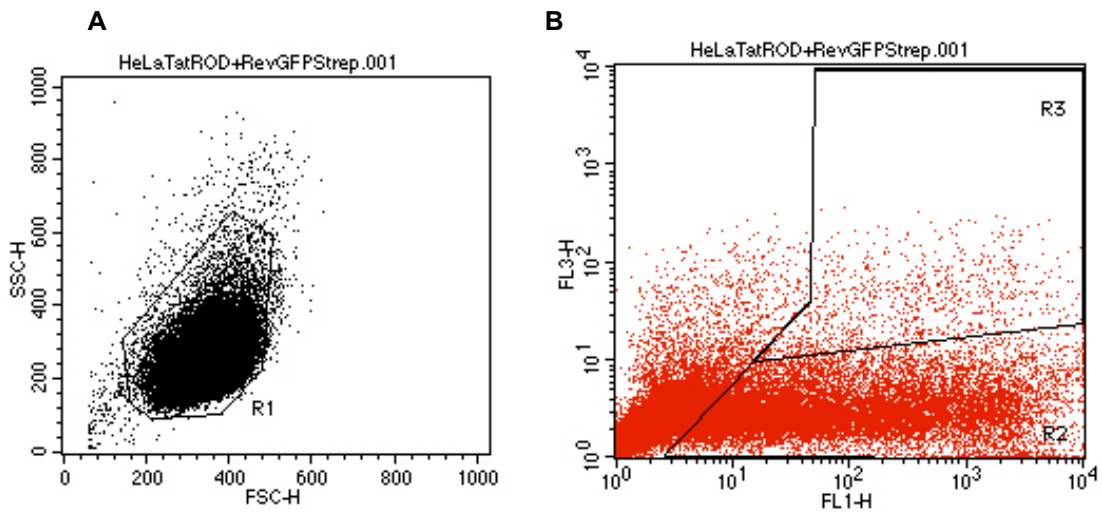 A
HeLaTatROD+RevGFPStrep.001
SSC-H
1000
800
600
400
200
0
R1
0 200 400 600 800 1000
FSC-H
B
HeLaTatROD+RevGFPStrep.001
FL3-H
10^4
10^3
10^2
10^1
10^0
R3
R2
10^0 10^1 10^2 10^3 10^4
FL1-H